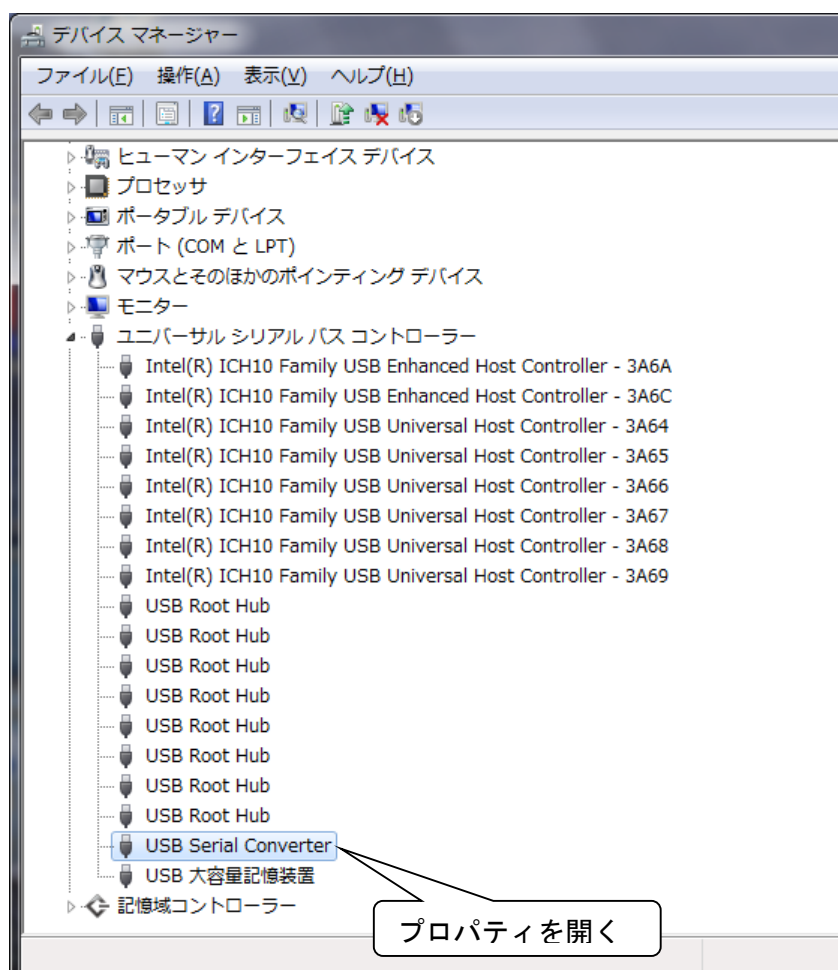 デバイス マネージャー
ファイル(F) 操作(A) 表示(V) ヘルプ(H)
ヒューマン インターフェイス デバイス
プロセッサ
ポータブル デバイス
ポート (COM と LPT)
マウスとそのほかのポインティング デバイス
モニター
ユニバーサル シリアル バス コントローラー
Intel(R) ICH10 Family USB Enhanced Host Controller - 3A6A
Intel(R) ICH10 Family USB Enhanced Host Controller - 3A6C
Intel(R) ICH10 Family USB Universal Host Controller - 3A64
Intel(R) ICH10 Family USB Universal Host Controller - 3A65
Intel(R) ICH10 Family USB Universal Host Controller - 3A66
Intel(R) ICH10 Family USB Universal Host Controller - 3A67
Intel(R) ICH10 Family USB Universal Host Controller - 3A68
Intel(R) ICH10 Family USB Universal Host Controller - 3A69
USB Root Hub
USB Root Hub
USB Root Hub
USB Root Hub
USB Root Hub
USB Root Hub
USB Root Hub
USB Root Hub
USB Serial Converter
USB 大容量記憶装置
記憶域コントローラー
プロパティを開く